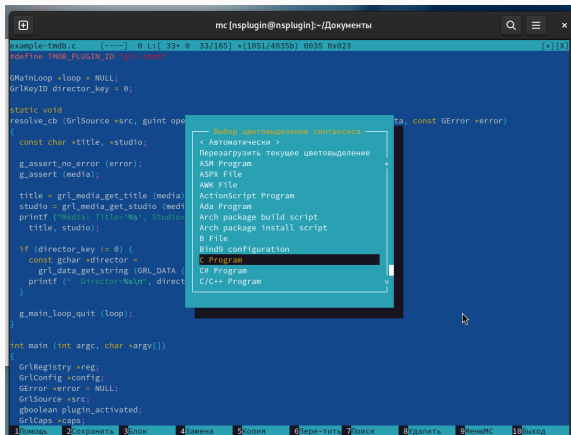 mc [nsplugin@nsplugin]:~/Документы
example-tmdb.c [----] 0 L:[ 33+ 0 33/165] *(1051/4035b) 0035 0x023 [*][X]
#define TMDB_PLUGIN_ID "grl-tmdb"
GMainLoop *loop = NULL;
GrlKeyID director_key = 0;
static void
resolve_cb (GrlSource *src, guint ope ta, const GError *error)
{
const char *title, *studio;
g_assert_no_error (error);
g_assert (media);
title = grl_media_get_title (media)
studio = grl_media_get_studio (medi
printf ("Media: Title='%s', Studio=
title, studio);
if (director_key != 0) {
const gchar *director =
grl_data_get_string (GRL_DATA (
printf (" Director=%s\n", direct
}
g_main_loop_quit (loop);
}
int main (int argc, char *argv[])
{
GrlRegistry *reg;
GrlConfig *config;
GError *error = NULL;
GrlSource *src;
gboolean plugin_activated;
GrlCaps *caps;
Выбор цветовыделения синтаксиса
< Автоматически >
Перезагрузить текущее цветовыделение
ASM Program
ASPX File
AWK File
ActionScript Program
Ada Program
Arch package build script
Arch package install script
B File
Bind9 configuration
C Program
C# Program
C/C++ Program
1Помощь 2Сохранить 3Блок 4Замена 5Копия 6Пере~тить 7Поиск 8Удалить 9МенюMC 10Выход